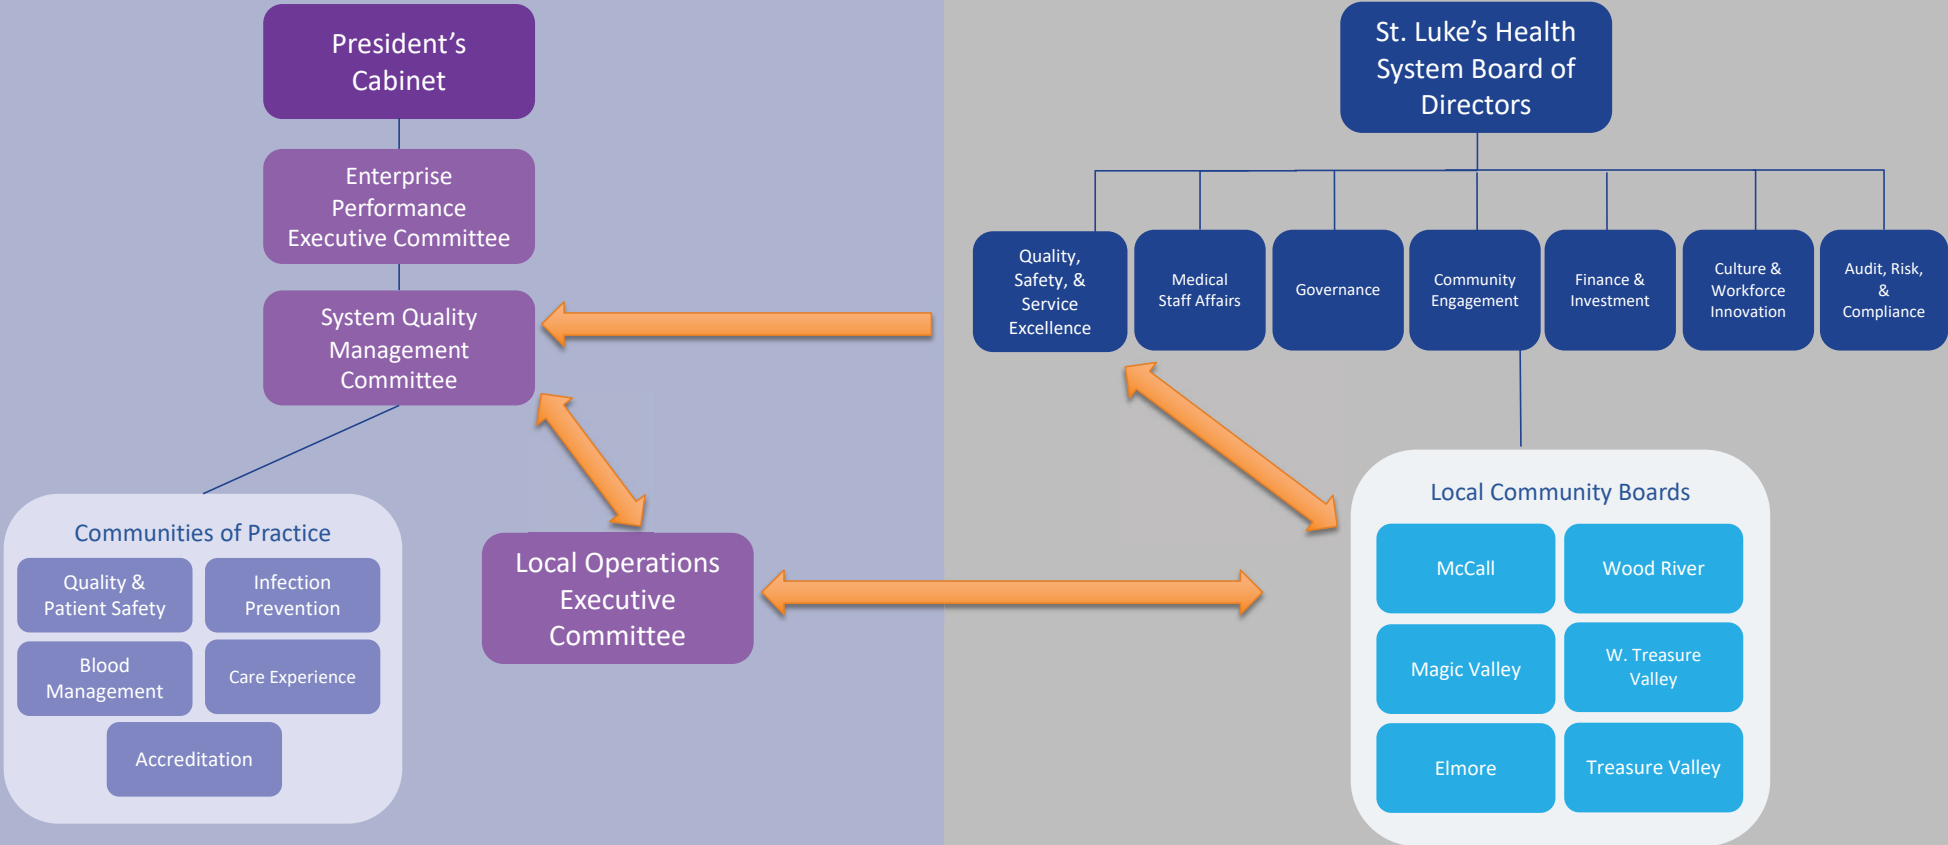 President’s
Cabinet
Enterprise
Performance
Executive Committee
System Quality
Management
Committee
Communities of Practice
Quality &
Patient Safety
Infection
Prevention
Blood
Management
Care Experience
Accreditation
Local Operations
Executive
Committee
St. Luke’s Health
System Board of
Directors
Quality,
Safety, &
Service
Excellence
Medical
Staff Affairs
Governance
Community
Engagement
Finance &
Investment
Culture &
Workforce
Innovation
Audit, Risk,
&
Compliance
Local Community Boards
McCall
Wood River
Magic Valley
W. Treasure
Valley
Elmore
Treasure Valley